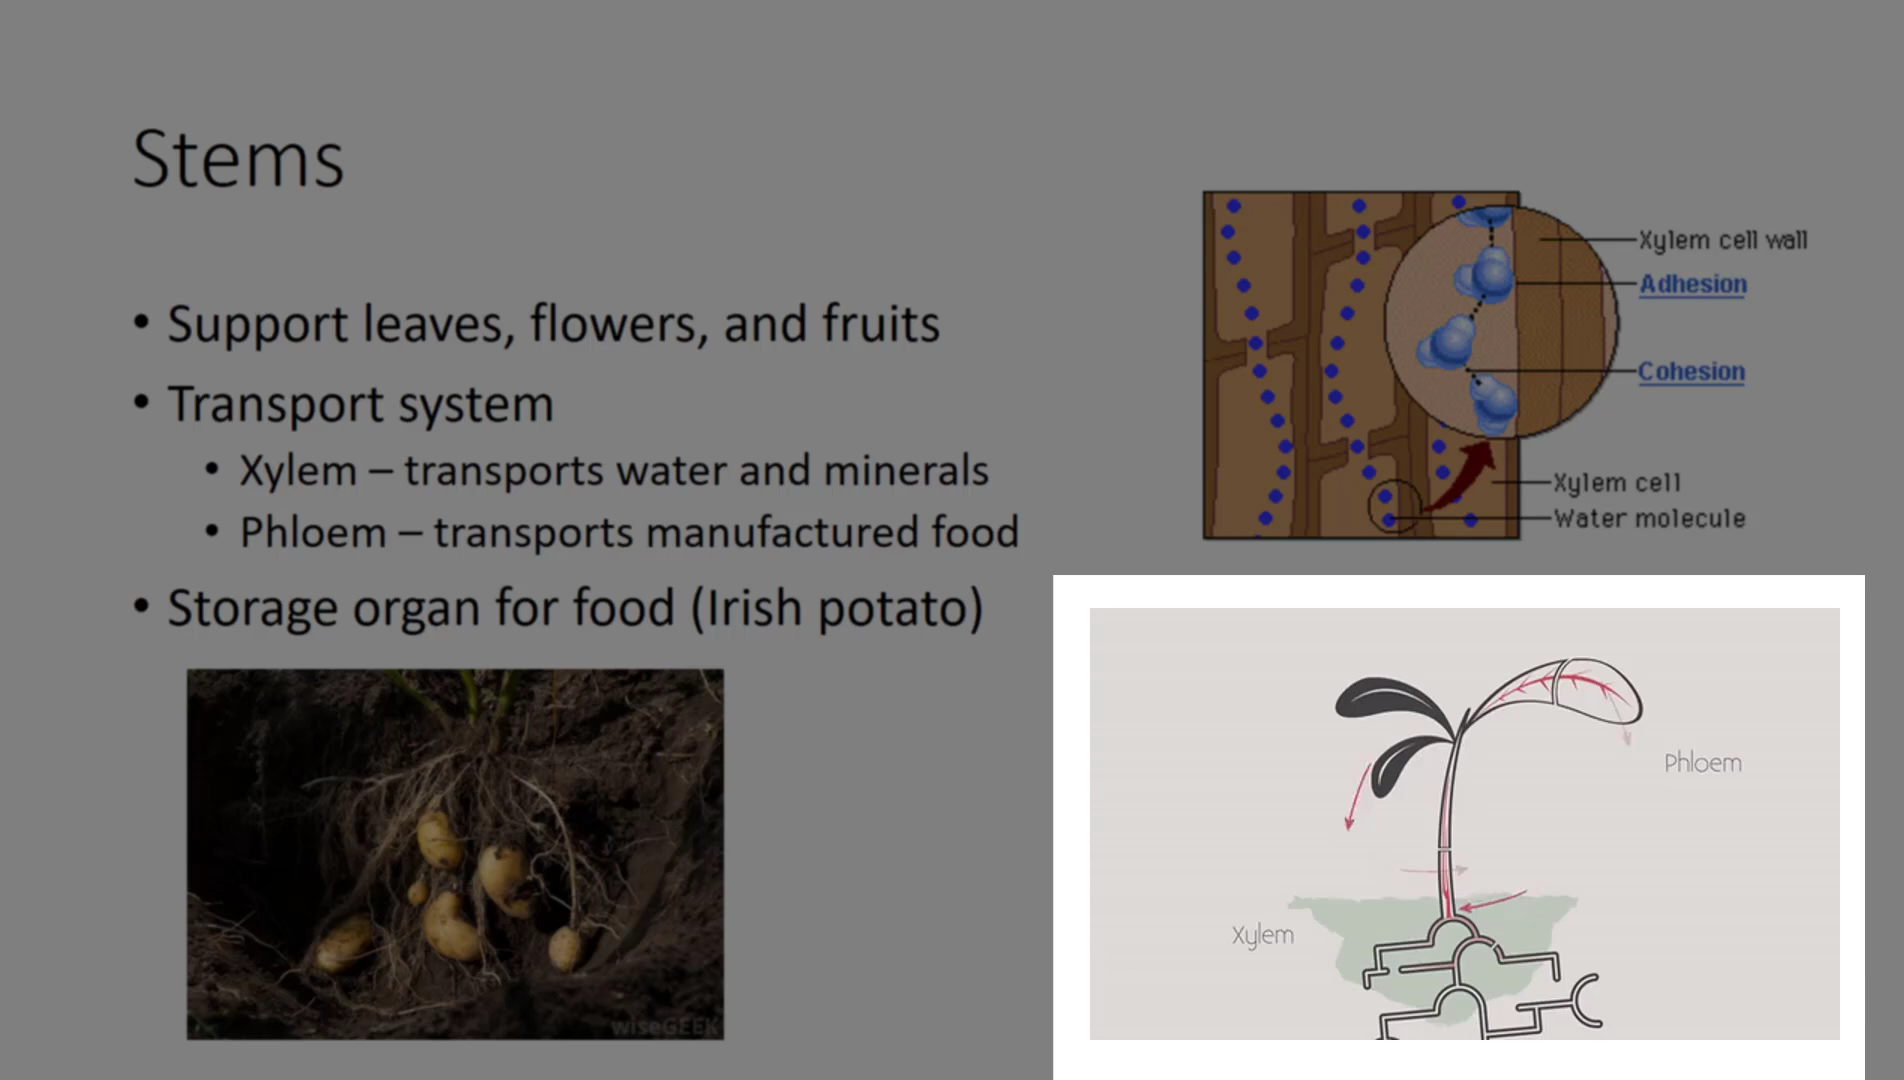 Stems
• Support leaves, flowers, and fruits
• Transport system
• Xylem – transports water and minerals
• Phloem – transports manufactured food
• Storage organ for food (Irish potato)
Xylem cell wall
Adhesion
Cohesion
Xylem cell
Water molecule
wiseGEEK
Phloem
Xylem